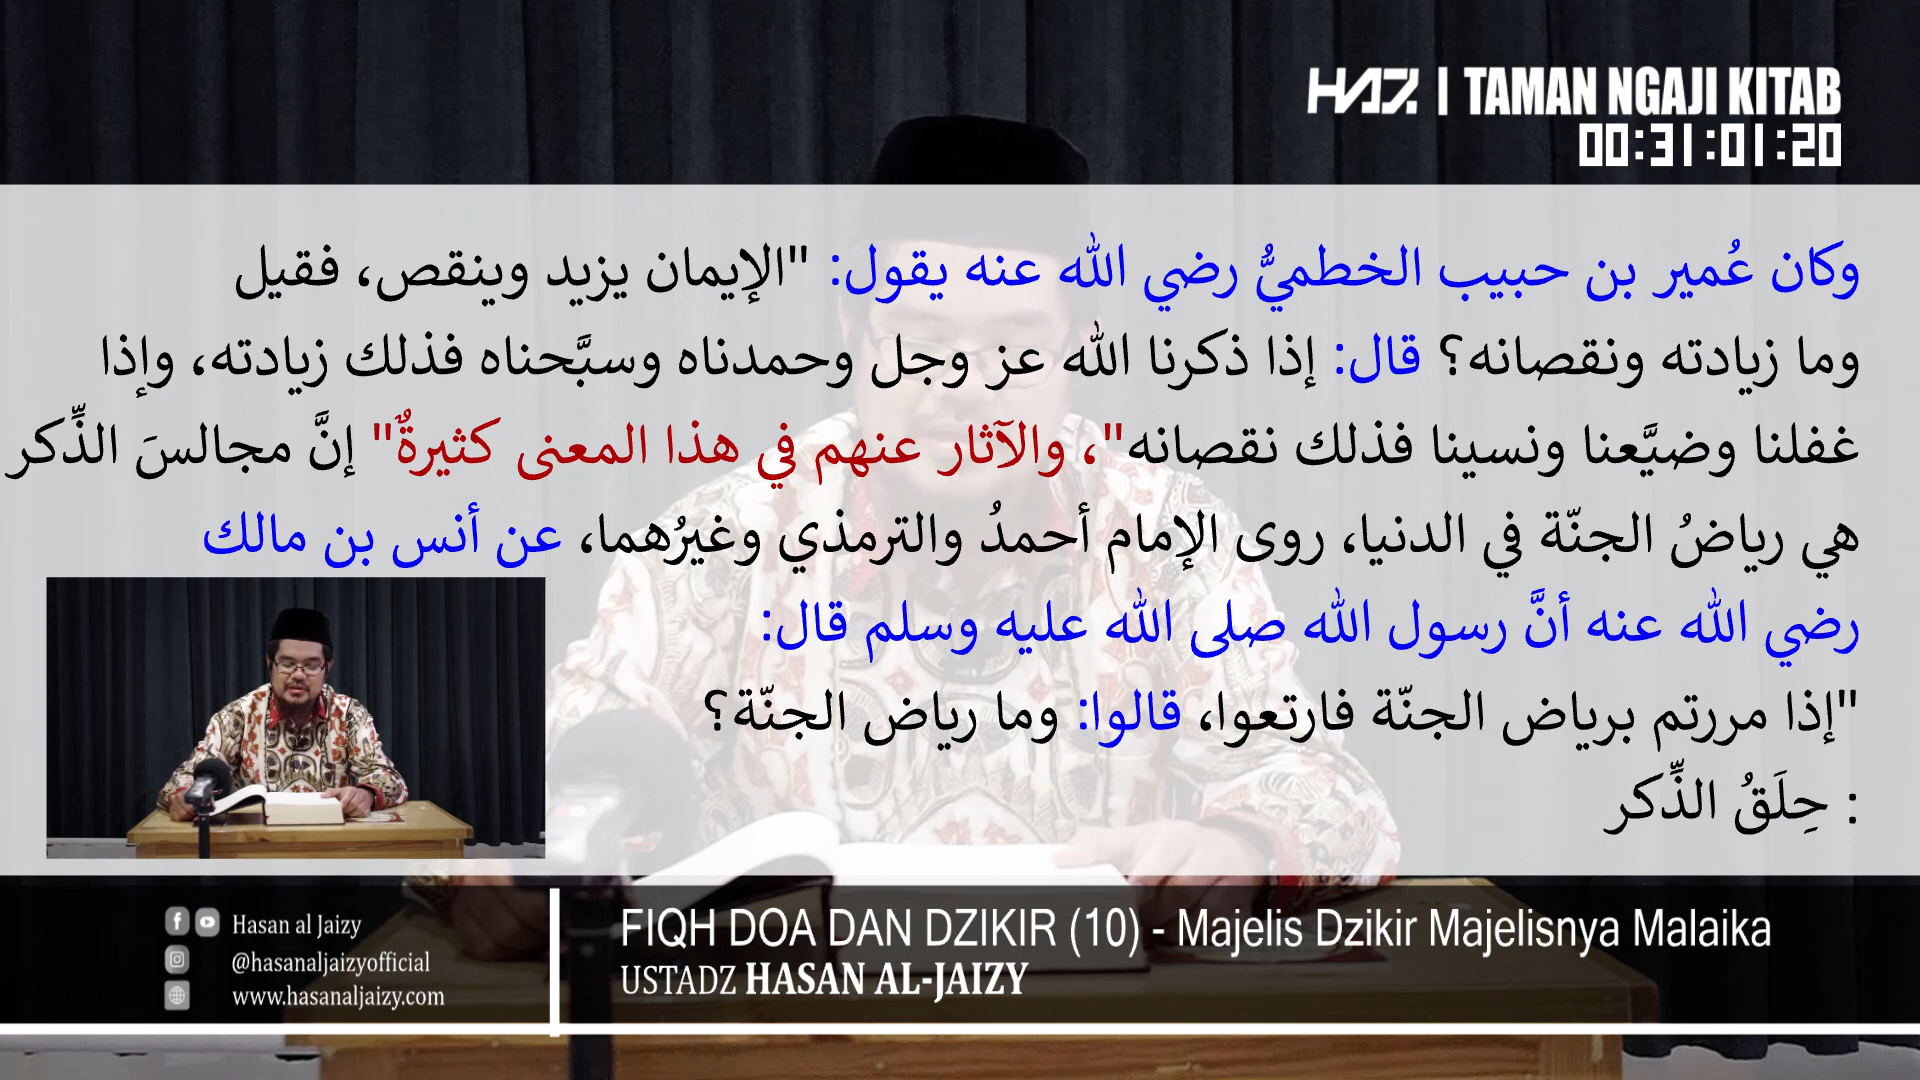 HAJZ | TAMAN NGAJI KITAB
00:31:01:20
وكان عُمير بن حبيب الخطميُّ رضي الله عنه يقول: "الإيمان يزيد وينقص، فقيل
وما زيادته ونقصانه؟ قال: إذا ذكرنا الله عز وجل وحمدناه وسبَّحناه فذلك زيادته، وإذا
غفلنا وضيَّعنا ونسينا فذلك نقصانه"، والآثار عنهم في هذا المعنى كثيرةٌ" إنَّ مجالسَ الذِّكر
هي رياضُ الجنّة في الدنيا، روى الإمام أحمدُ والترمذي وغيرُهما، عن أنس بن مالك
رضي الله عنه أنَّ رسول الله صلى الله عليه وسلم قال:
"إذا مررتم برياض الجنّة فارتعوا، قالوا: وما رياض الجنّة؟
: حِلَقُ الذِّكر
Hasan al Jaizy
@hasanaljaizyofficial
www.hasanaljaizy.com
FIQH DOA DAN DZIKIR (10) - Majelis Dzikir Majelisnya Malaika
USTADZ HASAN AL-JAIZY